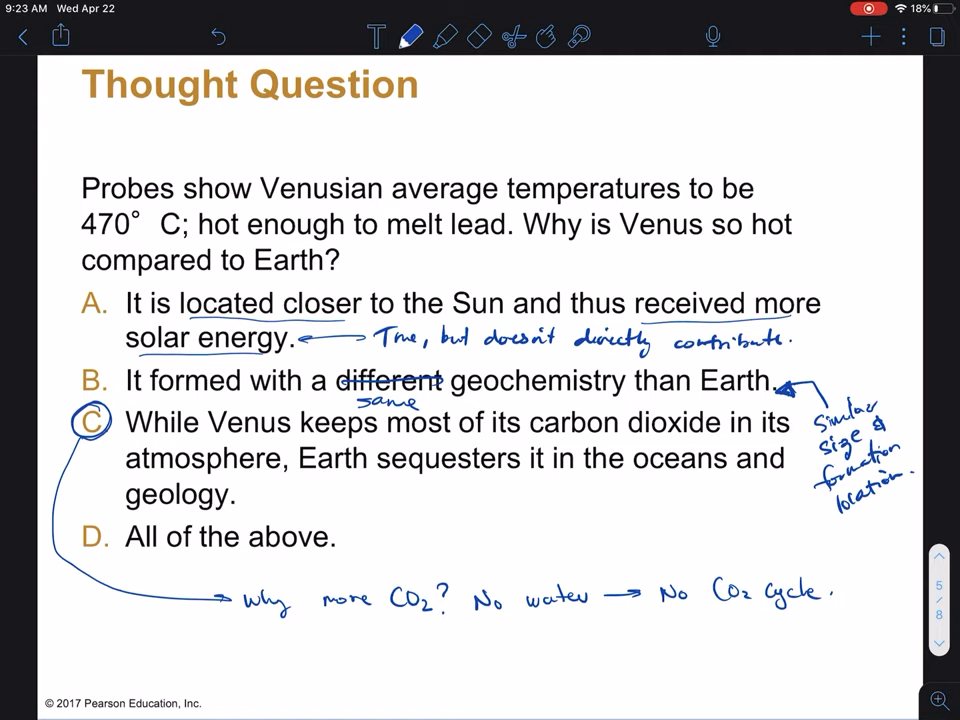 9:23 AM Wed Apr 22
18%
Thought Question
Probes show Venusian average temperatures to be
470° C; hot enough to melt lead. Why is Venus so hot
compared to Earth?
A. It is located closer to the Sun and thus received more
solar energy. True, but doesn't directly contribute.
B. It formed with a different geochemistry than Earth.
same
C. While Venus keeps most of its carbon dioxide in its
atmosphere, Earth sequesters it in the oceans and
geology.
Similar
size &
formation
location.
D. All of the above.
Why more CO₂? No water → No CO₂ cycle.
5
/
8
© 2017 Pearson Education, Inc.